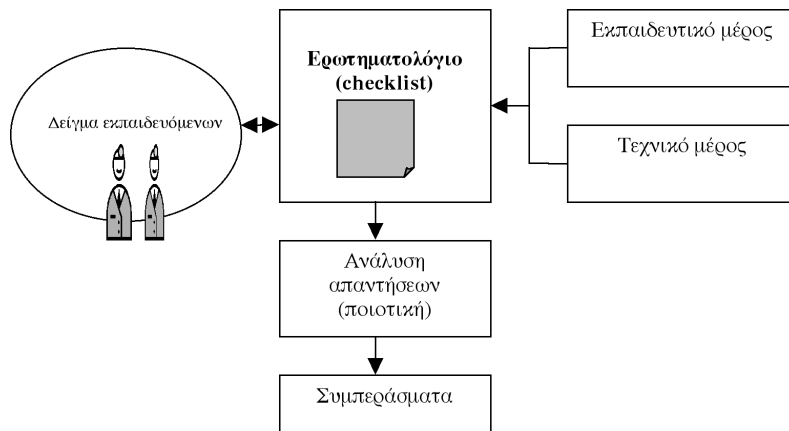 Δείγμα εκπαιδευόμενων
Ερωτηματολόγιο
(checklist)
Εκπαιδευτικό μέρος
Τεχνικό μέρος
Ανάλυση
απαντήσεων
(ποιοτική)
Συμπεράσματα